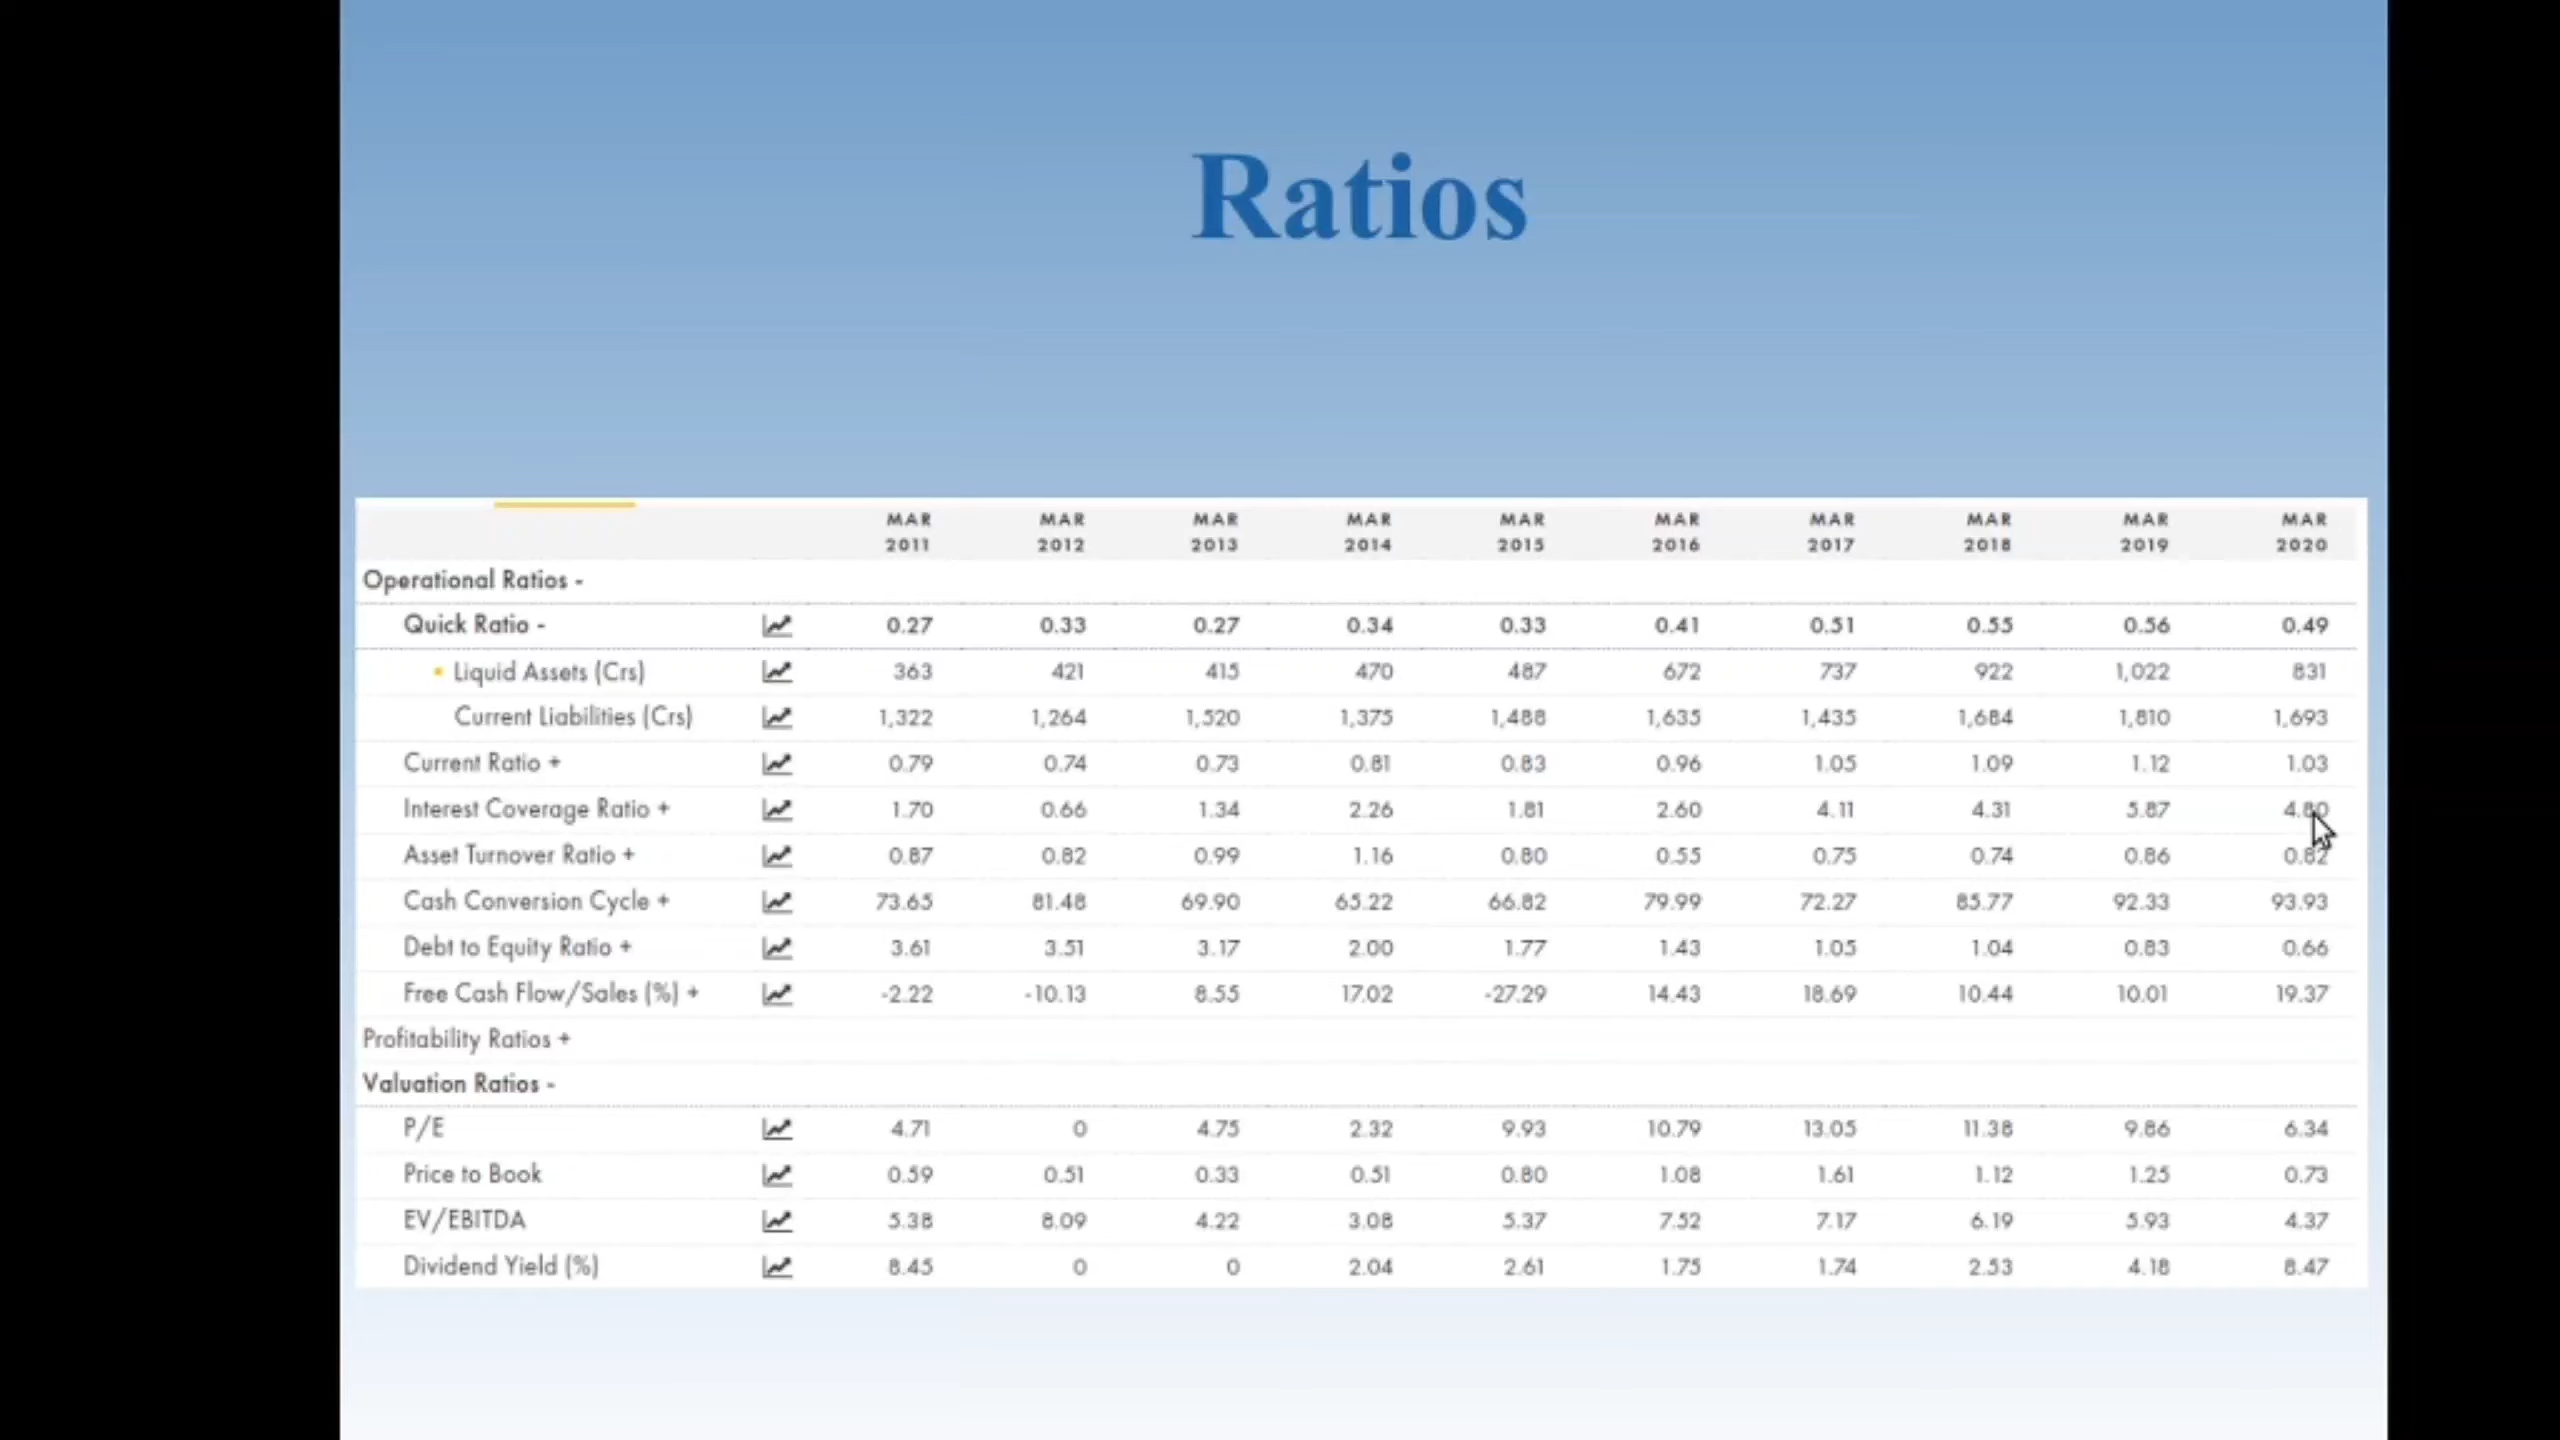 Ratios
MAR MAR MAR MAR MAR MAR MAR MAR MAR MAR
2011 2012 2013 2014 2015 2016 2017 2018 2019 2020
Operational Ratios -
Quick Ratio - 0.27 0.33 0.27 0.34 0.33 0.41 0.51 0.55 0.56 0.49
Liquid Assets (Crs) 363 421 415 470 487 672 737 922 1,022 831
Current Liabilities (Crs) 1,322 1,264 1,520 1,375 1,488 1,635 1,435 1,684 1,810 1,693
Current Ratio + 0.79 0.74 0.73 0.81 0.83 0.96 1.05 1.09 1.12 1.03
Interest Coverage Ratio + 1.70 0.66 1.34 2.26 1.81 2.60 4.11 4.31 5.87 4.80
Asset Turnover Ratio + 0.87 0.82 0.99 1.16 0.80 0.55 0.75 0.74 0.86 0.82
Cash Conversion Cycle + 73.65 81.48 69.90 65.22 66.82 79.99 72.27 85.77 92.33 93.93
Debt to Equity Ratio + 3.61 3.51 3.17 2.00 1.77 1.43 1.05 1.04 0.83 0.66
Free Cash Flow/Sales (%) + -2.22 -10.13 8.55 17.02 -27.29 14.43 18.69 10.44 10.01 19.37
Profitability Ratios +
Valuation Ratios -
P/E 4.71 0 4.75 2.32 9.93 10.79 13.05 11.38 9.86 6.34
Price to Book 0.59 0.51 0.33 0.51 0.80 1.08 1.61 1.12 1.25 0.73
EV/EBITDA 5.38 8.09 4.22 3.08 5.37 7.52 7.17 6.19 5.93 4.37
Dividend Yield (%) 8.45 0 0 2.04 2.61 1.75 1.74 2.53 4.18 8.47